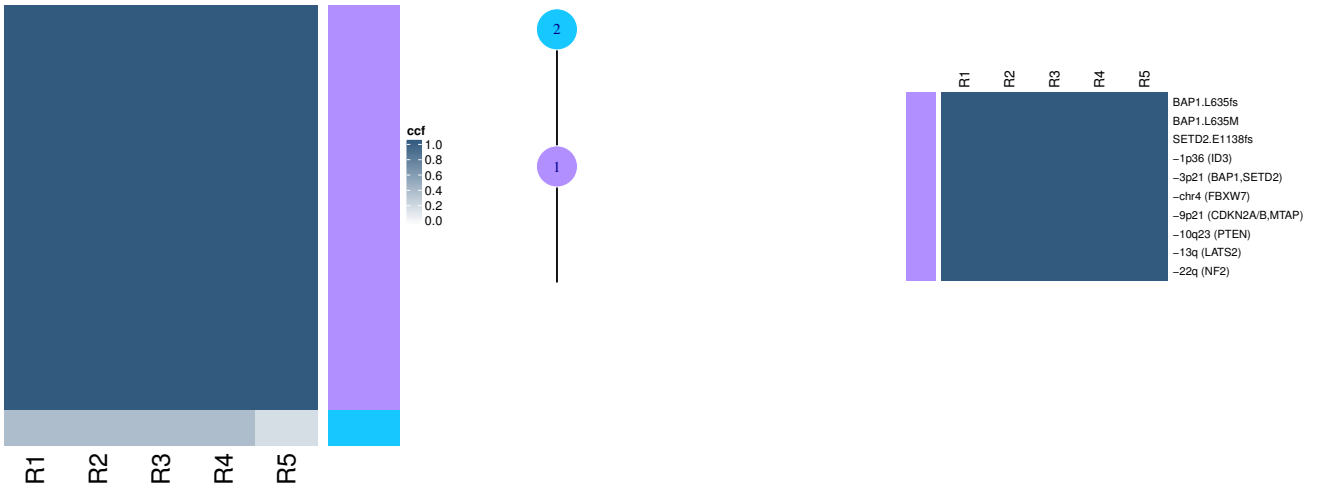 R1
R2
R3
R4
R5
ccf
1.0
0.8
0.6
0.4
0.2
0.0
2
1
R1
R2
R3
R4
R5
BAP1.L635fs
BAP1.L635M
SETD2.E1138fs
−1p36 (ID3)
−3p21 (BAP1,SETD2)
−chr4 (FBXW7)
−9p21 (CDKN2A/B,MTAP)
−10q23 (PTEN)
−13q (LATS2)
−22q (NF2)